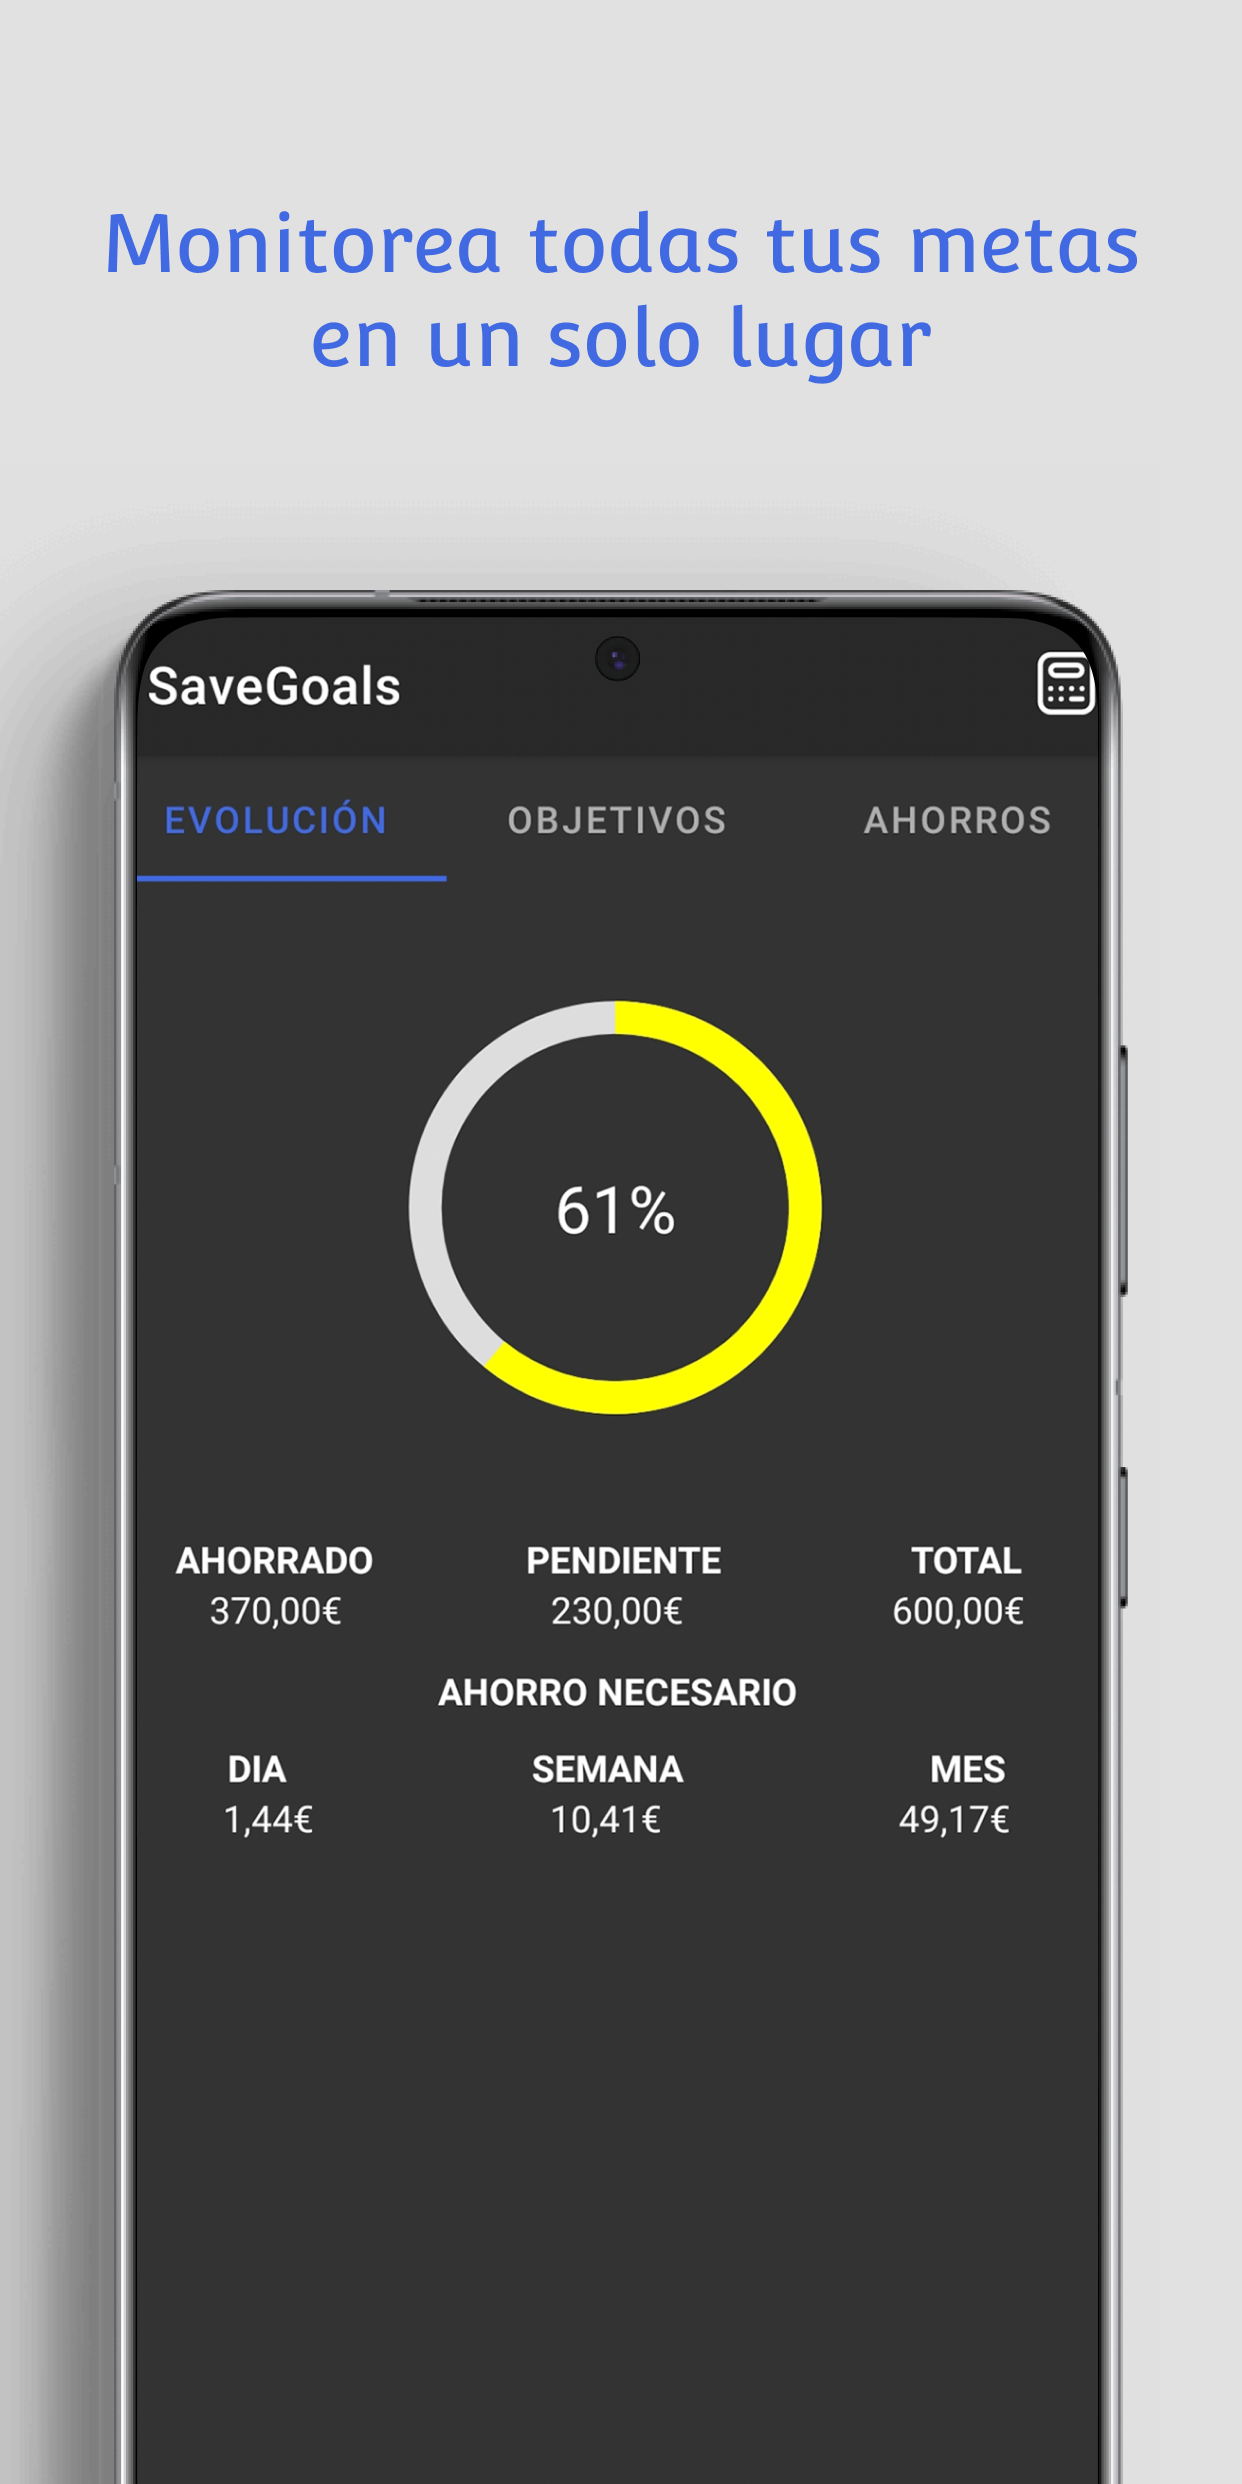 Monitorea todas tus metas
en un solo lugar
SaveGoals
EVOLUCIÓN OBJETIVOS AHORROS
61%
AHORRADO PENDIENTE TOTAL
370,00€ 230,00€ 600,00€
AHORRO NECESARIO
DIA SEMANA MES
1,44€ 10,41€ 49,17€